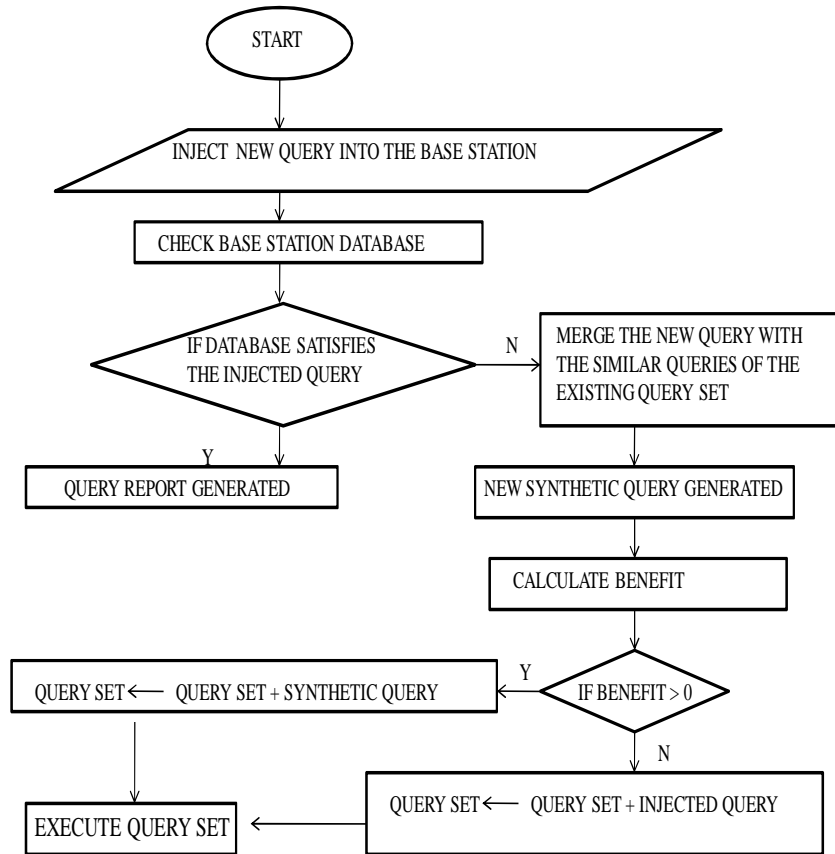 START
INJECT NEW QUERY INTO THE BASE STATION
CHECK BASE STATION DATABASE
IF DATABASE SATISFIES
THE INJECTED QUERY
N
MERGE THE NEW QUERY WITH
THE SIMILAR QUERIES OF THE
EXISTING QUERY SET
Y
QUERY REPORT GENERATED
NEW SYNTHETIC QUERY GENERATED
CALCULATE BENEFIT
IF BENEFIT > 0
Y
QUERY SET ← QUERY SET + SYNTHETIC QUERY
N
QUERY SET ← QUERY SET + INJECTED QUERY
EXECUTE QUERY SET